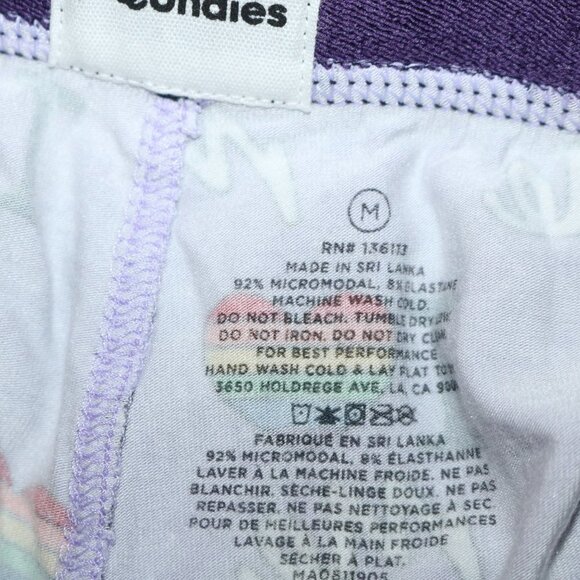 undies
M
RN# 136113
MADE IN SRI LANKA
92% MICROMODAL, 8% ELASTANE
MACHINE WASH COLD.
DO NOT BLEACH. TUMBLE DRY LOW
DO NOT IRON. DO NOT DRY CLEAN
FOR BEST PERFORMANCE
HAND WASH COLD & LAY FLAT TO
3650 HOLDREGE AVE, LA, CA 900
FABRIQUÉ EN SRI LANKA
92% MICROMODAL, 8% ÉLASTHANNE
LAVER À LA MACHINE FROIDE. NE PAS
BLANCHIR. SÈCHE-LINGE DOUX. NE PAS
REPASSER. NE PAS NETTOYAGE À SEC
POUR DE MEILLEURES PERFORMANCES
LAVAGE À LA MAIN FROIDE
SÉCHER À PLAT.
MA0811905